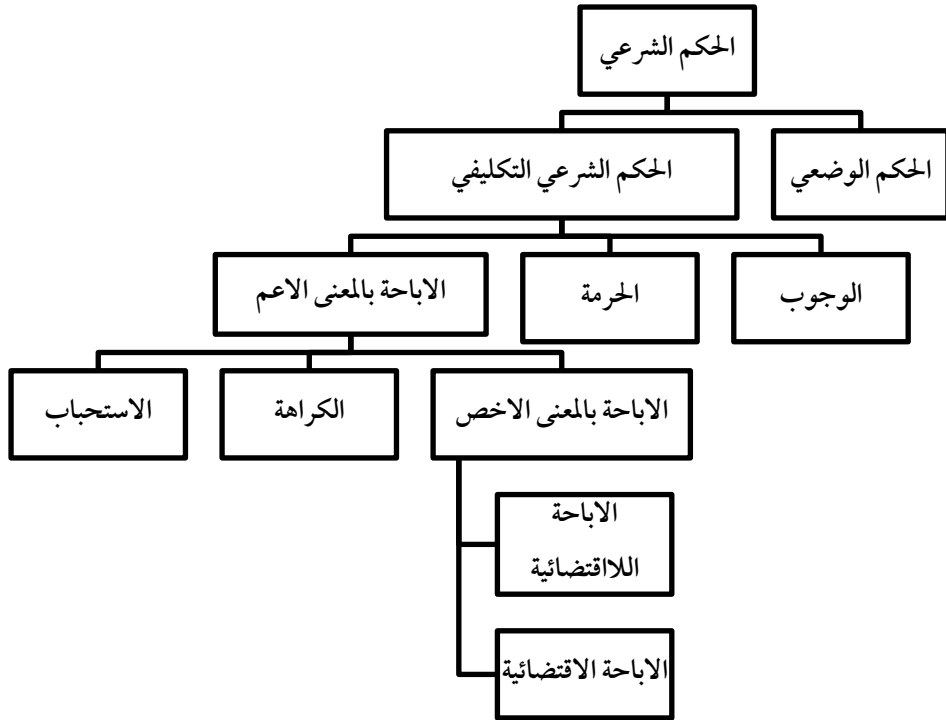 الحكم الشرعي
الحكم الوضعي
الحكم الشرعي التكليفي
الوجوب
الحرمة
الاباحة بالمعنى الاعم
الاباحة بالمعنى الاخص
الكراهة
الاستحباب
الاباحة
اللااقتضائية
الاباحة الاقتضائية